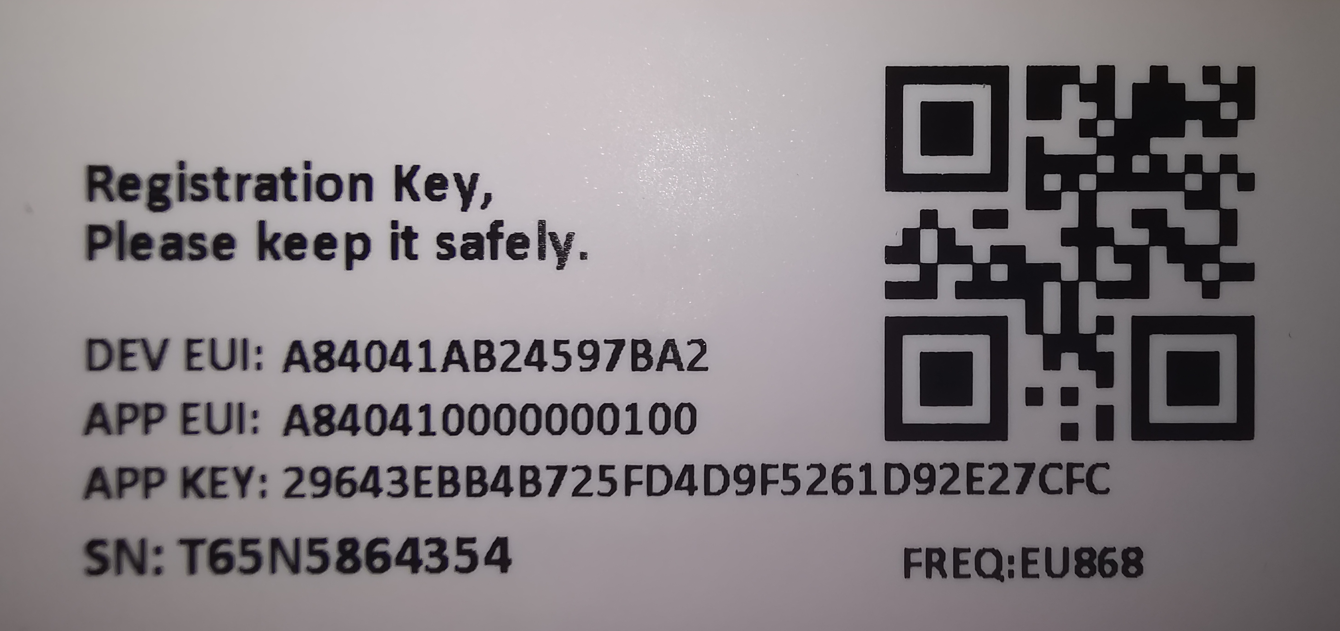 Registration Key,
Please keep it safely.
DEV EUI: A84041AB24597BA2
APP EUI: A840410000000100
APP KEY: 29643EBB4B725FD4D9F5261D92E27CFC
SN: T65N5864354
FREQ:EU868